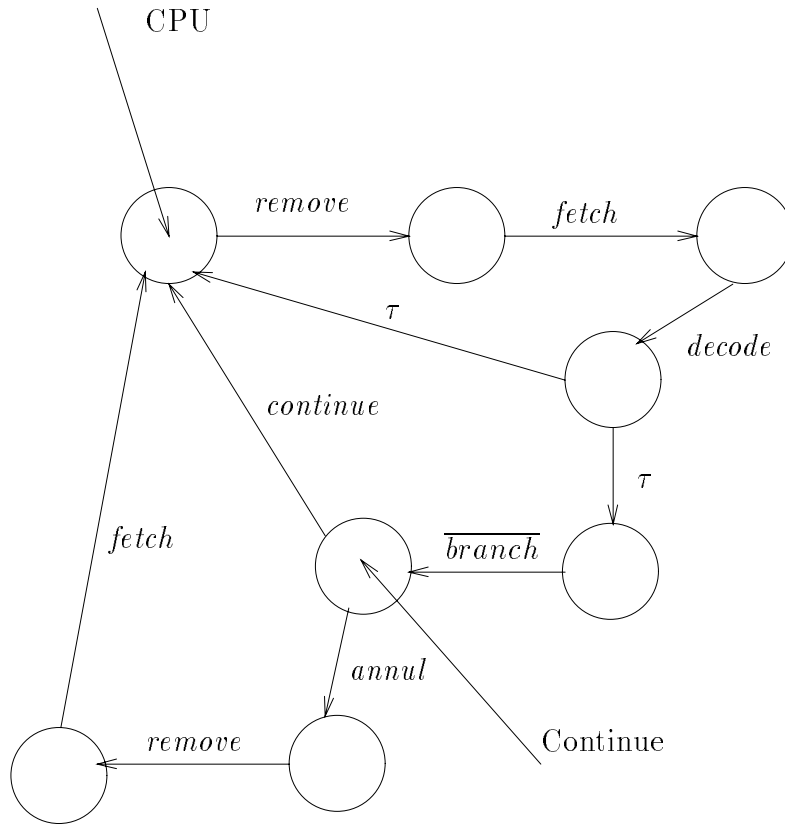 CPU
remove
fetch
τ
decode
continue
τ
fetch
branch
annul
remove
Continue